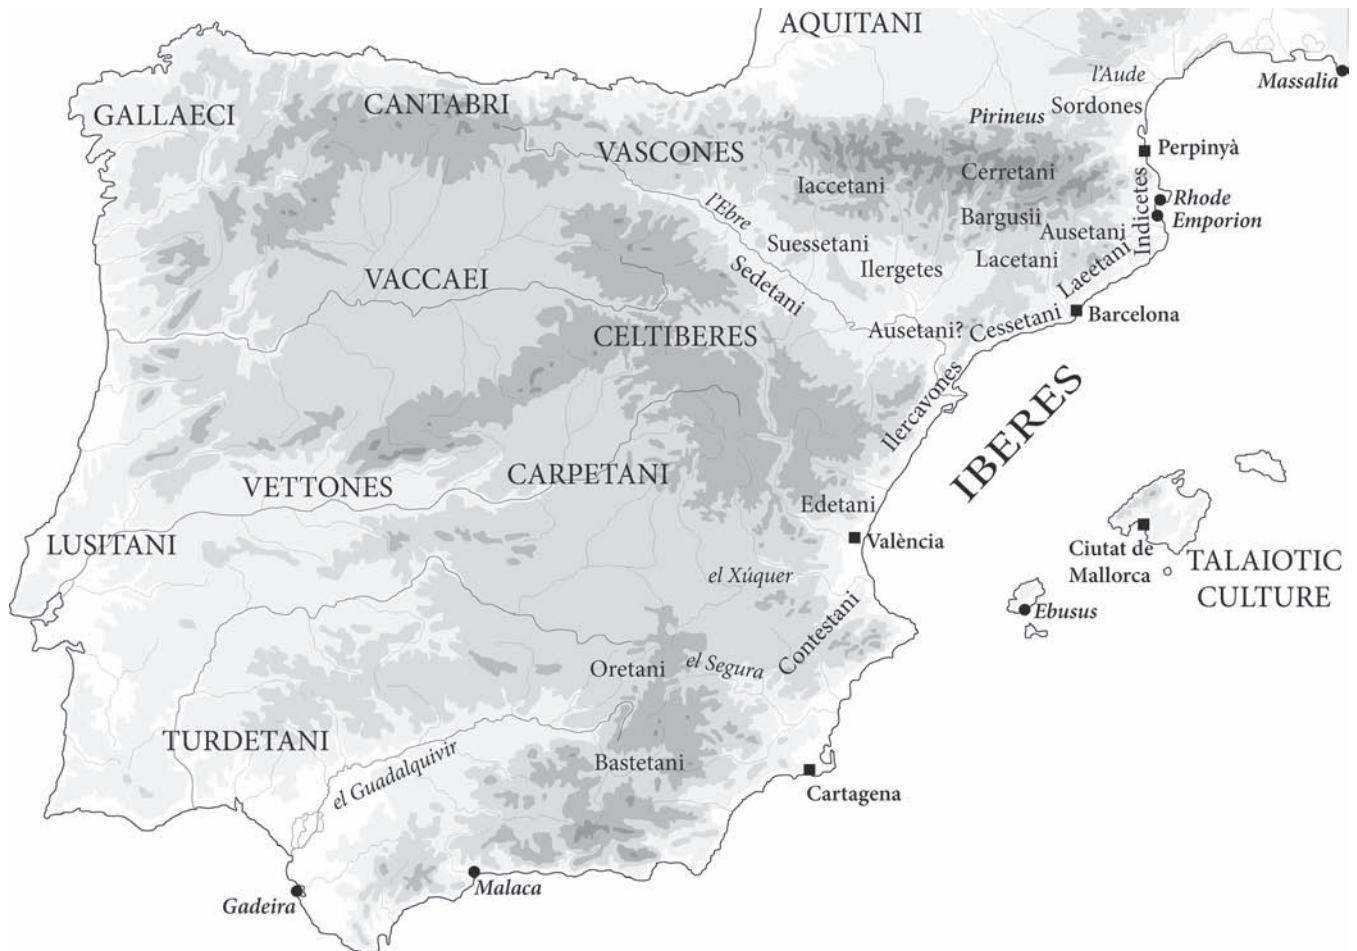 AQUITANI
l'Aude
Massalia
CANTABRI
Sordones
GALLAECI
Pirineus
VASCONES
Perpinyà
Iaccetani
Cerretani
Indicetes
Rhode
l'Ebre
Bargusii
Emporion
Ausetani
Suessetani
Lacetani
Ilergetes
Laeetani
Sedetani
VACCAEI
Barcelona
Cessetani
Ausetani?
CELTIBERES
Ilercavones
IBERES
CARPETANI
VETTONES
Edetani
València
LUSITANI
Ciutat de
Mallorca
TALAIOTIC
CULTURE
el Xúquer
Ebusus
Contestani
Oretani
el Segura
TURDETANI
el Guadalquivir
Bastetani
Cartagena
Malaca
Gadeira